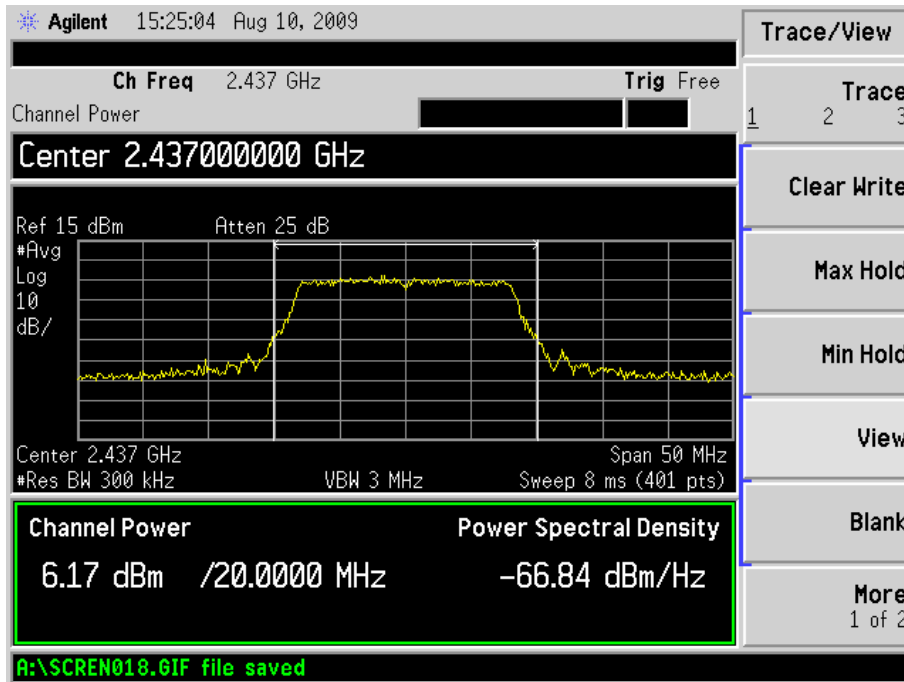 Agilent 15:25:04 Aug 10, 2009
Ch Freq 2.437 GHz Trig Free
Channel Power
Center 2.437000000 GHz
Ref 15 dBm Atten 25 dB
#Avg
Log
10
dB/
Center 2.437 GHz Span 50 MHz
#Res BW 300 kHz VBW 3 MHz Sweep 8 ms (401 pts)
Channel Power Power Spectral Density
6.17 dBm /20.0000 MHz -66.84 dBm/Hz
A:\SCREN018.GIF file saved
Trace/View
Trace
1 2 3
Clear Write
Max Hold
Min Hold
View
Blank
More
1 of 2